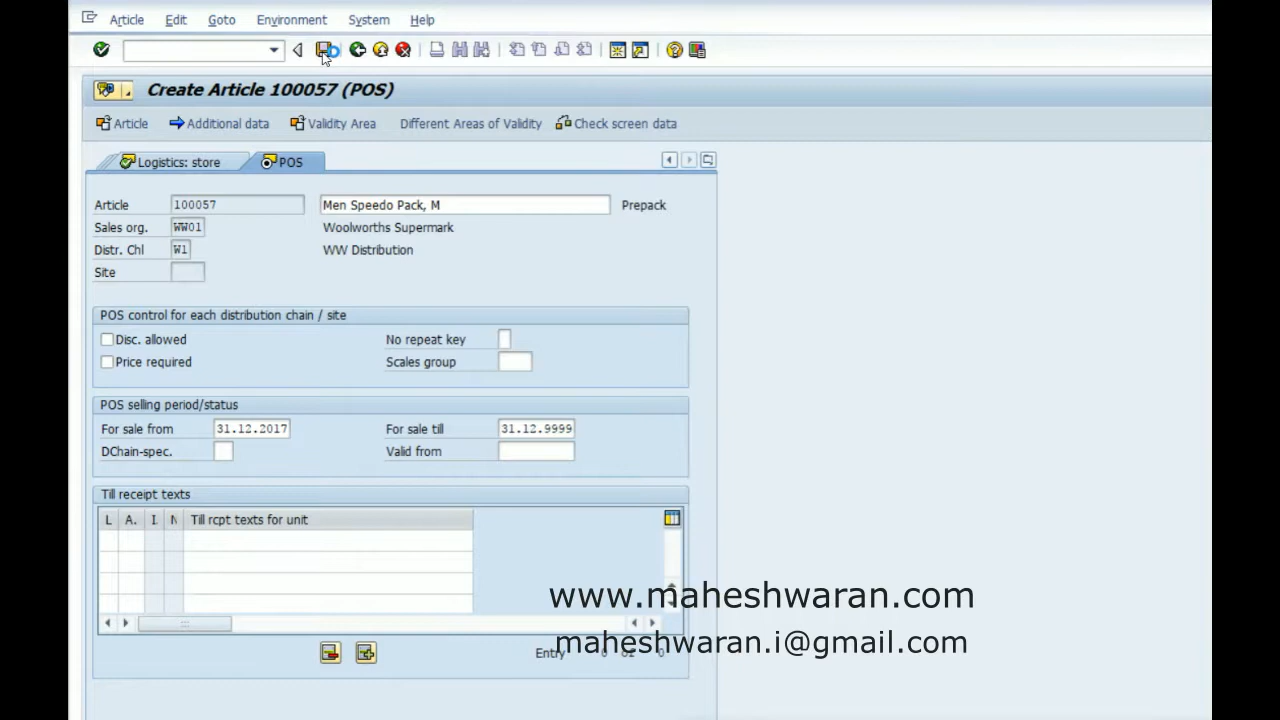 Article Edit Goto Environment System Help
Create Article 100057 (POS)
Article Additional data Validity Area Different Areas of Validity Check screen data
Logistics: store POS
Article 100057 Men Speedo Pack, M Prepack
Sales org. WW01 Woolworths Supermark
Distr. Chl W1 WW Distribution
Site
POS control for each distribution chain / site
Disc. allowed No repeat key
Price required Scales group
POS selling period/status
For sale from 31.12.2017 For sale till 31.12.9999
DChain-spec. Valid from
Till receipt texts
L A. I N Till rcpt texts for unit
www.maheshwaran.com
maheshwaran.i@gmail.com
Entry 0